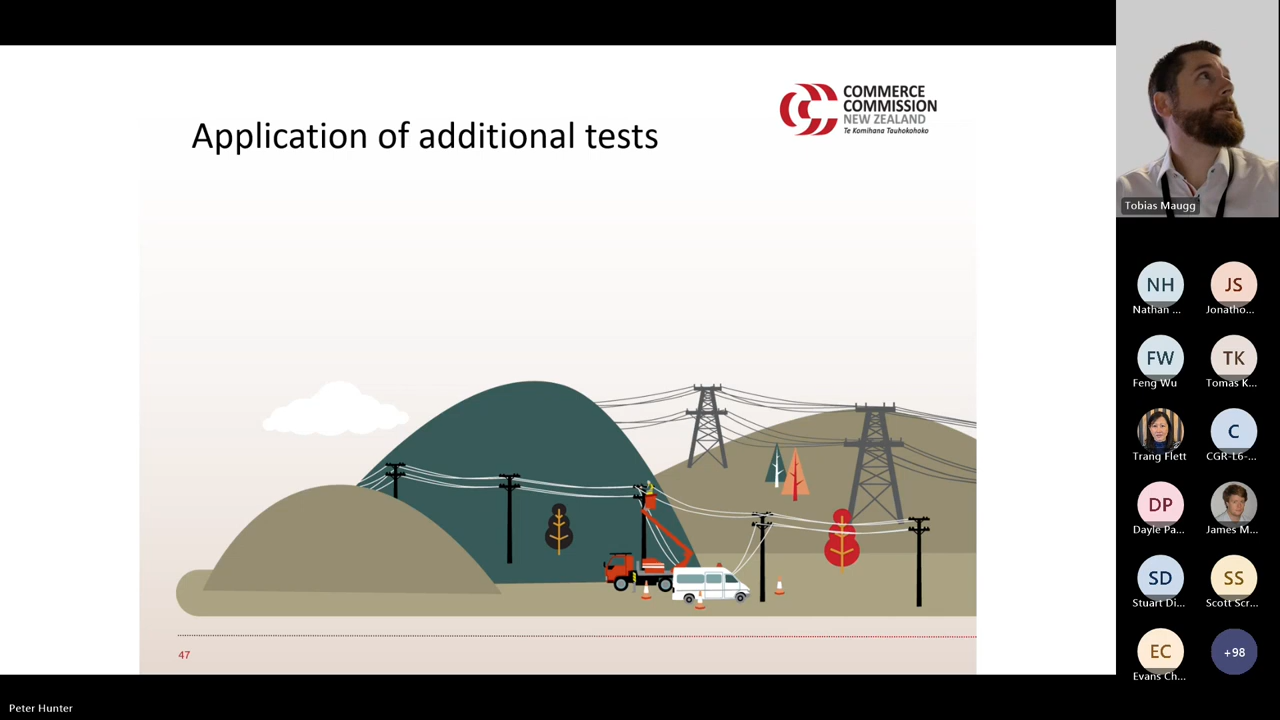 Application of additional tests
COMMERCE
COMMISSION
NEW ZEALAND
Te Komihana Tauhokohoko
47
Tobias Maugg
NH
Nathan ...
JS
Jonatho...
FW
Feng Wu
TK
Tomas K...
Trang Flett
C
CGR-L6-...
DP
Dayle Pa...
James M...
SD
Stuart Di...
SS
Scott Scr...
EC
Evans Ch...
+98
Peter Hunter